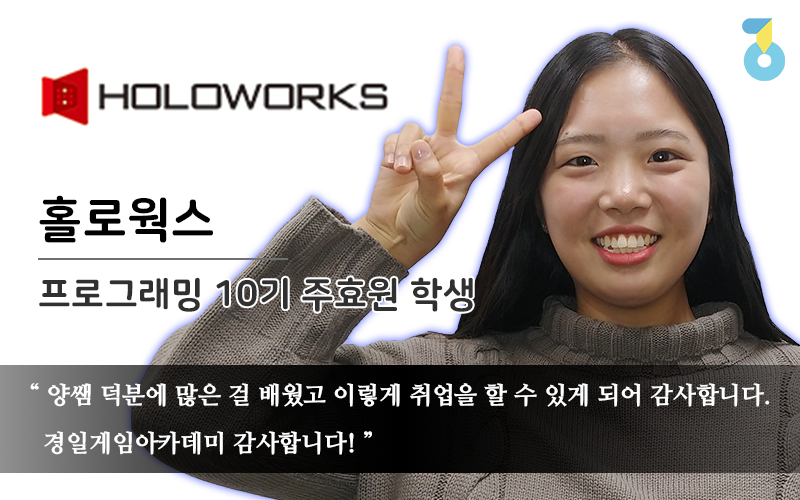 HOLOWORKS
홀로웍스
프로그래밍 10기 주효원 학생
“ 양쌤 덕분에 많은 걸 배웠고 이렇게 취업을 할 수 있게 되어 감사합니다.
경일게임아카데미 감사합니다! ”